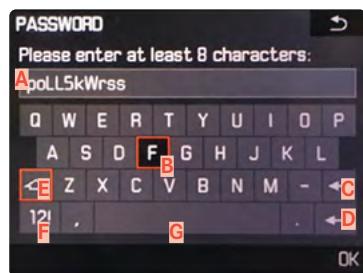 PASSWORD
Please enter at least 8 characters:
A poLL5kWrss
Q W E R T Y U I O P
A S D F G H J K L
B
E Z X C V B N M - C
12! , . D
F G
OK